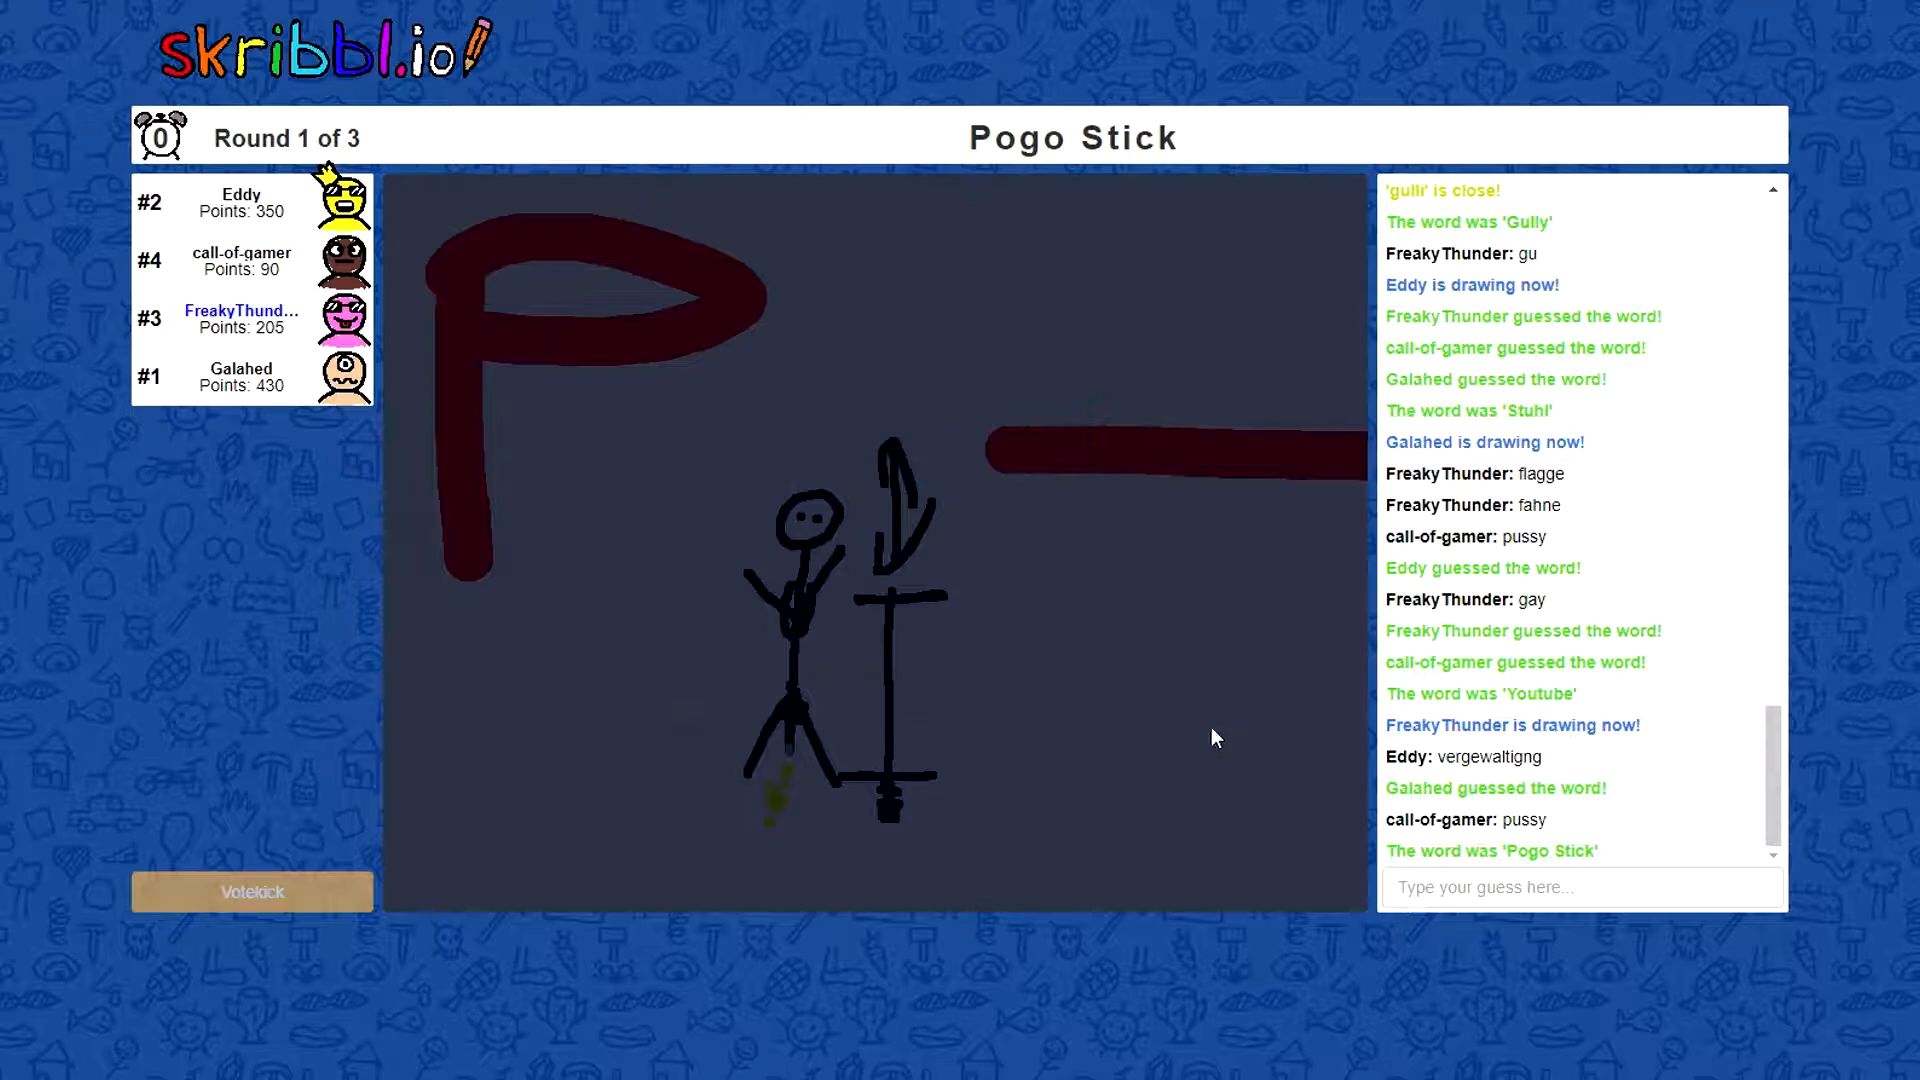 skribbl.io
0
Round 1 of 3
Pogo Stick
#2
Eddy
Points: 350
#4
call-of-gamer
Points: 90
#3
FreakyThund...
Points: 205
#1
Galahed
Points: 430
Votekick
P
'gulli' is close!
The word was 'Gully'
FreakyThunder: gu
Eddy is drawing now!
FreakyThunder guessed the word!
call-of-gamer guessed the word!
Galahed guessed the word!
The word was 'Stuhl'
Galahed is drawing now!
FreakyThunder: flagge
FreakyThunder: fahne
call-of-gamer: pussy
Eddy guessed the word!
FreakyThunder: gay
FreakyThunder guessed the word!
call-of-gamer guessed the word!
The word was 'Youtube'
FreakyThunder is drawing now!
Eddy: vergewaltigng
Galahed guessed the word!
call-of-gamer: pussy
The word was 'Pogo Stick'
Type your guess here...